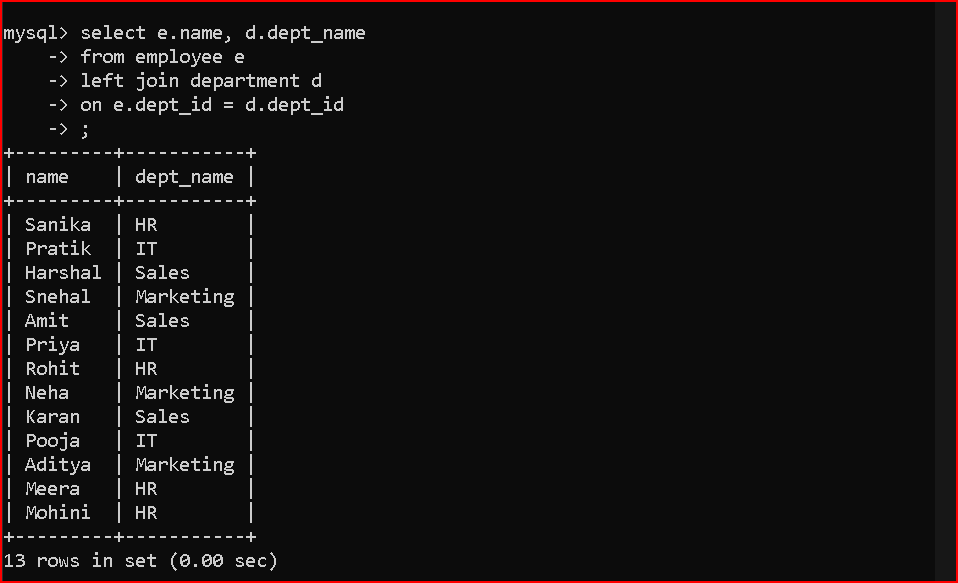 mysql> select e.name, d.dept_name
    -> from employee e
    -> left join department d
    -> on e.dept_id = d.dept_id
    -> ;
+---------+-----------+
| name    | dept_name |
+---------+-----------+
| Sanika  | HR        |
| Pratik  | IT        |
| Harshal | Sales     |
| Snehal  | Marketing |
| Amit    | Sales     |
| Priya   | IT        |
| Rohit   | HR        |
| Neha    | Marketing |
| Karan   | Sales     |
| Pooja   | IT        |
| Aditya  | Marketing |
| Meera   | HR        |
| Mohini  | HR        |
+---------+-----------+
13 rows in set (0.00 sec)